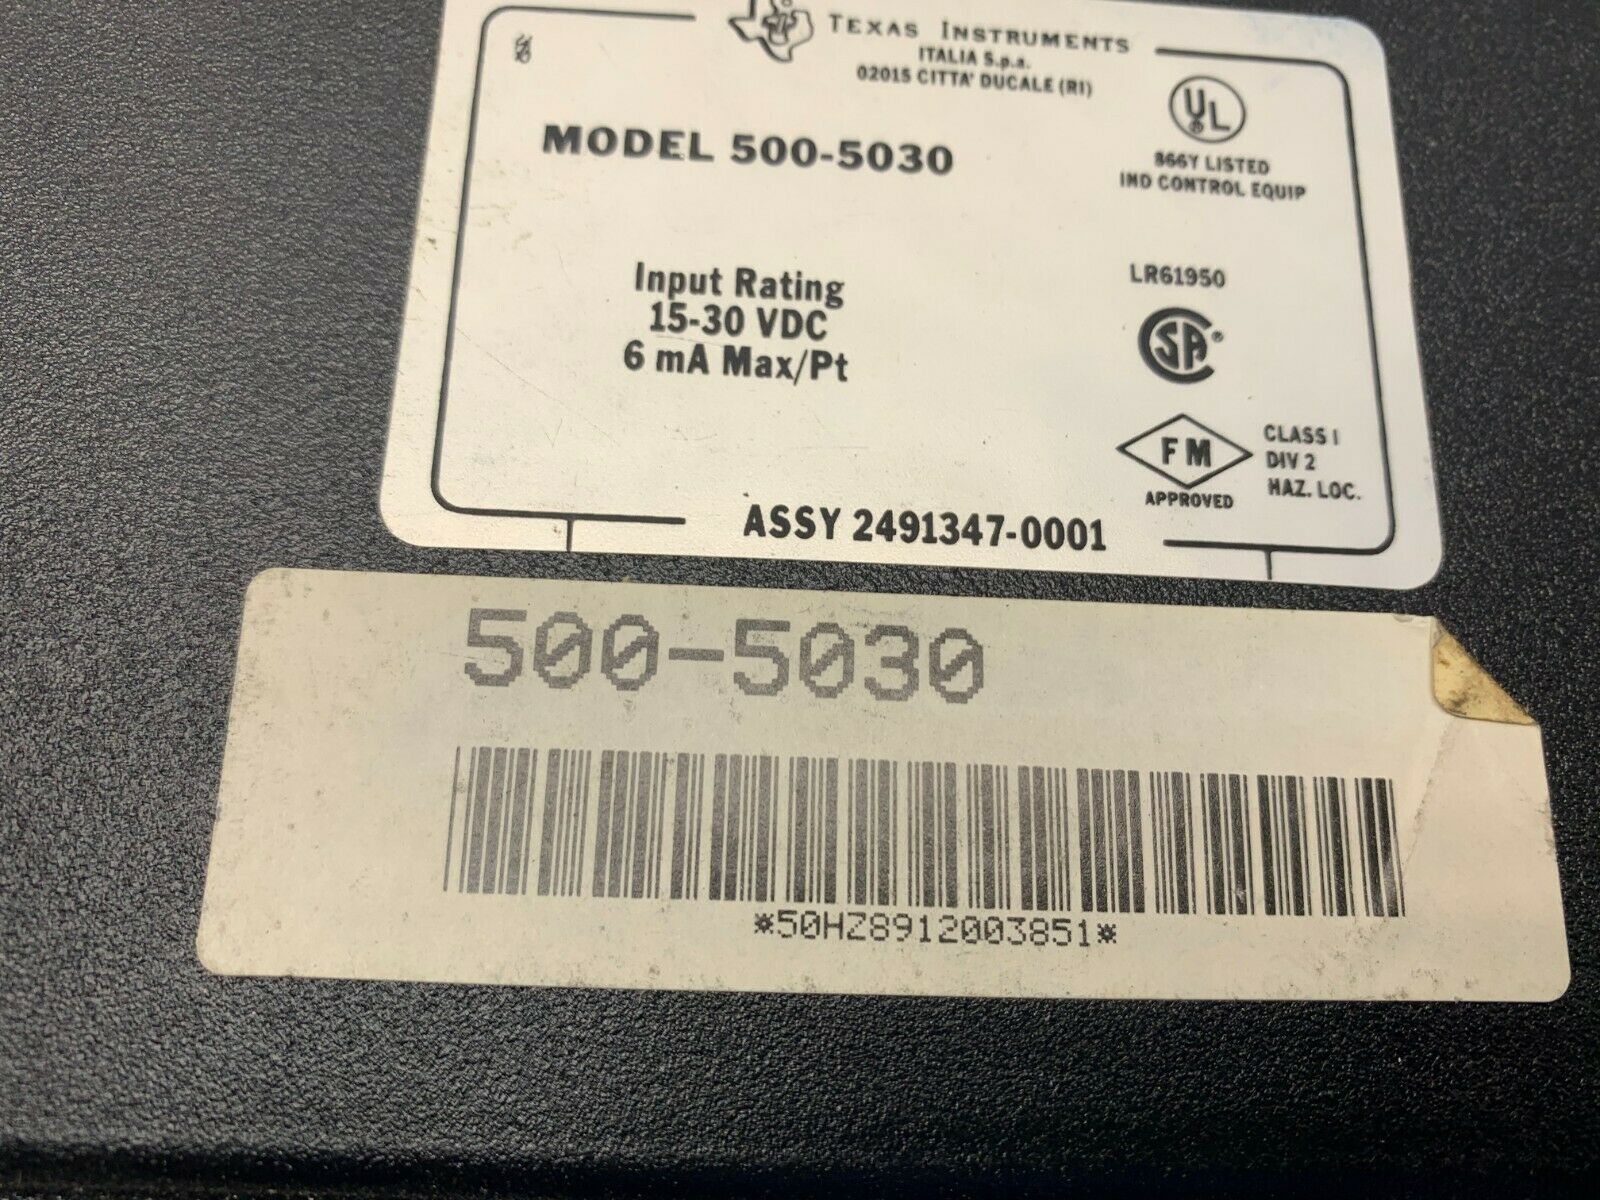 TEXAS INSTRUMENTS
ITALIA S.p.a.
02015 CITTA' DUCALE (RI)
MODEL 500-5030
UL
866Y LISTED
IND CONTROL EQUIP
Input Rating
15-30 VDC
6 mA Max/Pt
LR61950
SA
FM
APPROVED
CLASS I
DIV 2
HAZ. LOC.
ASSY 2491347-0001
500-5030
*50HZ8912003851*